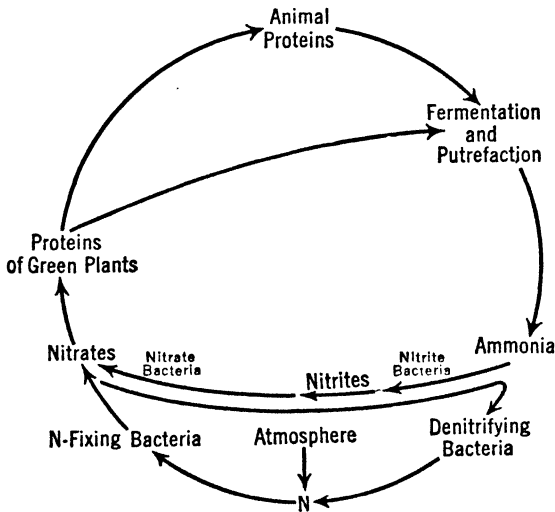 Animal
Proteins
Fermentation
and
Putrefaction
Proteins
of Green Plants
Nitrates
Nitrate
Bacteria
Nitrites
Nitrite
Bacteria
Ammonia
N-Fixing Bacteria
Atmosphere
Denitrifying
Bacteria
N